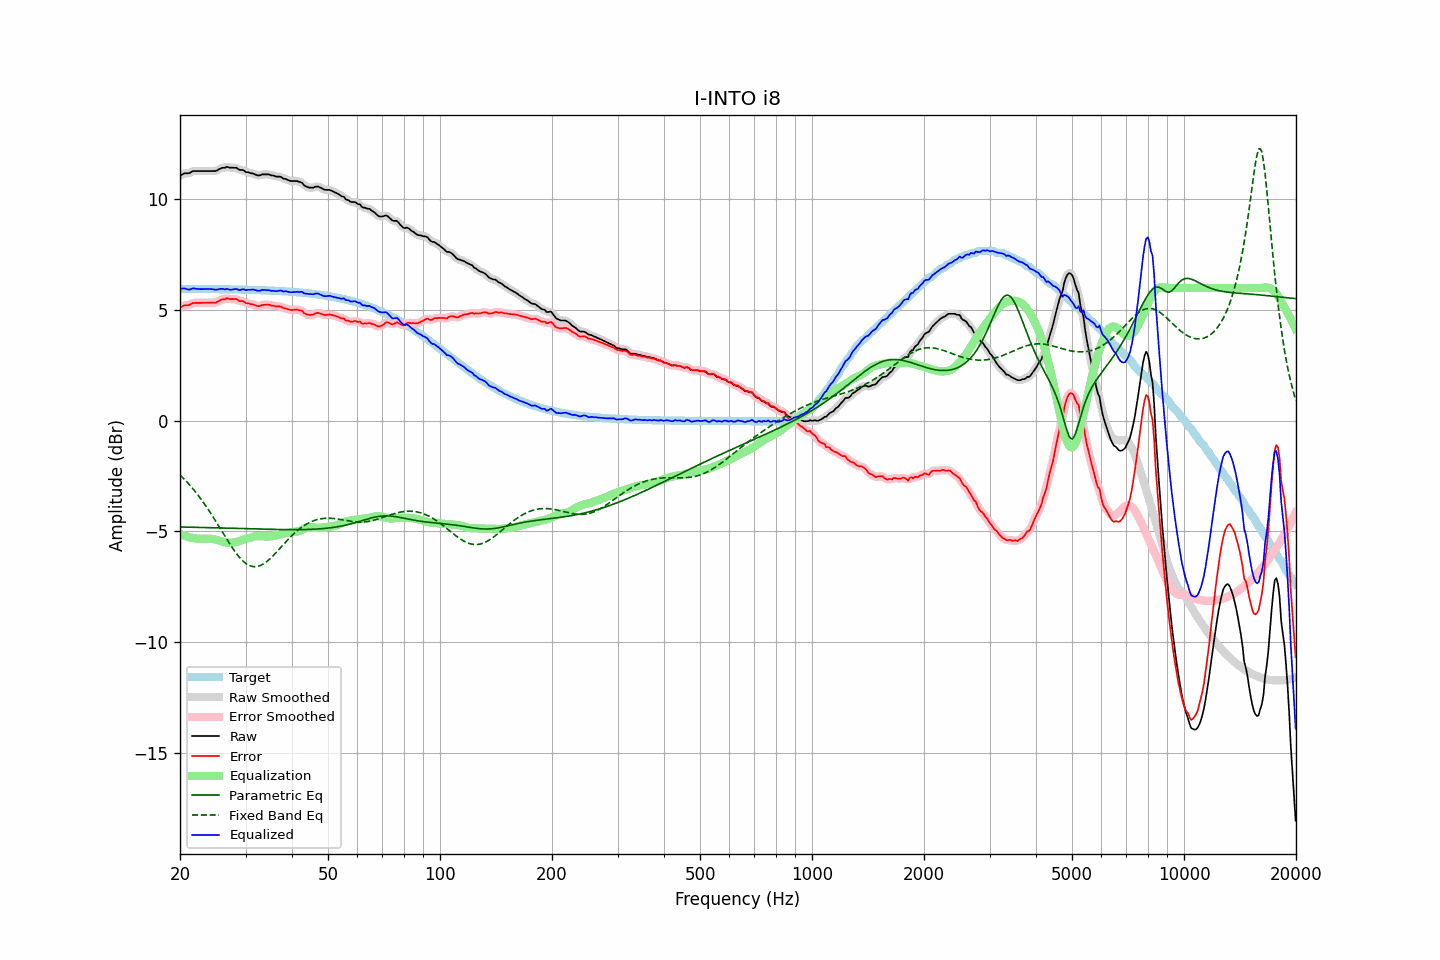 I-INTO i8
Amplitude (dBr)
10
5
0
−5
−10
−15
Target
Raw Smoothed
Error Smoothed
Raw
Error
Equalization
Parametric Eq
Fixed Band Eq
Equalized
20
50
100
200
500
1000
2000
5000
10000
20000
Frequency (Hz)